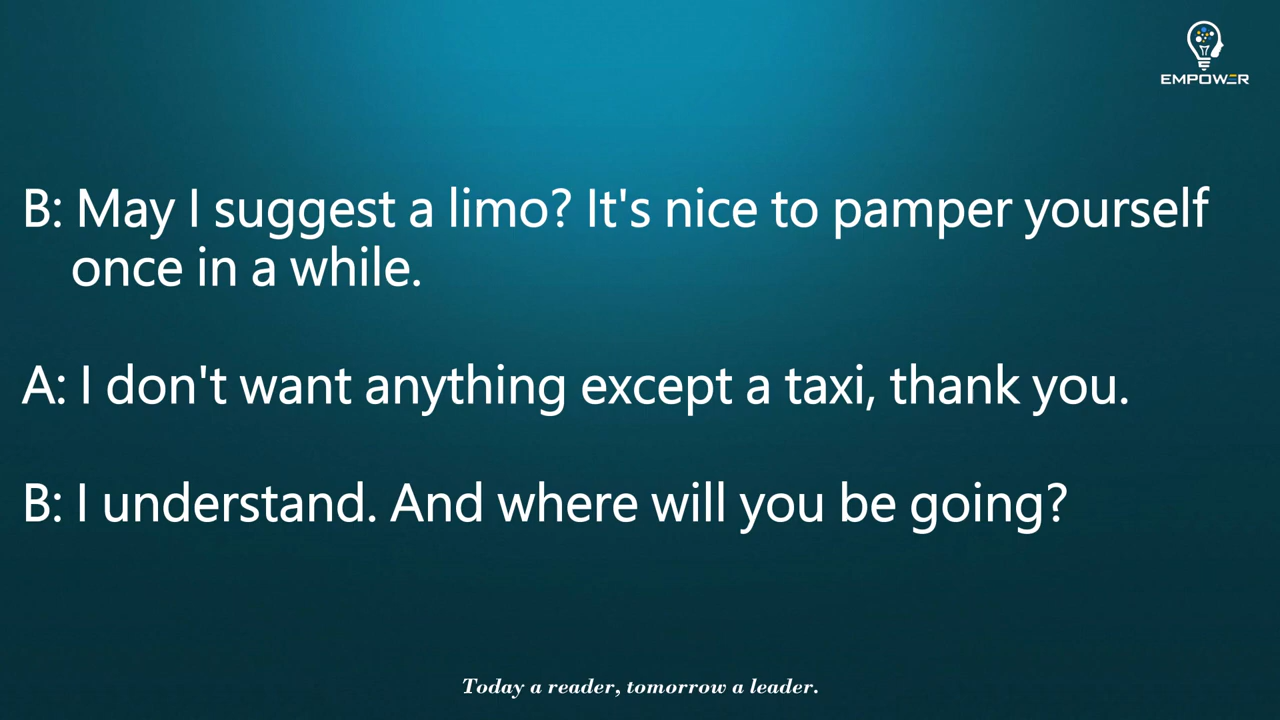 EMPOWER
B: May I suggest a limo? It's nice to pamper yourself
once in a while.
A: I don't want anything except a taxi, thank you.
B: I understand. And where will you be going?
Today a reader, tomorrow a leader.